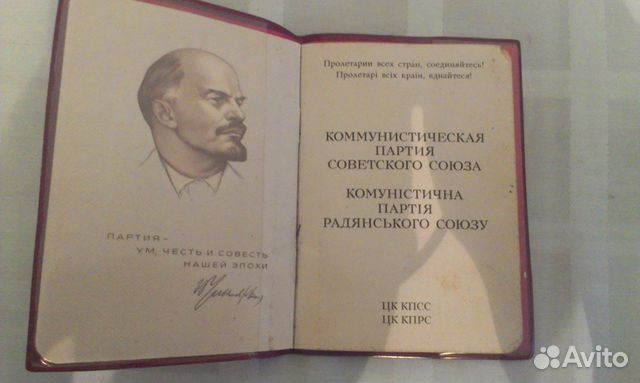 ПАРТИЯ-
УМ, ЧЕСТЬ И СОВЕСТЬ
НАШЕЙ ЭПОХИ
Пролетарии всех стран, соединяйтесь!
Пролетарі всіх країн, єднайтеся!
КОММУНИСТИЧЕСКАЯ
ПАРТИЯ
СОВЕТСКОГО СОЮЗА
КОМУНІСТИЧНА
ПАРТІЯ
РАДЯНСЬКОГО СОЮЗУ
ЦК КПСС
ЦК КПРС
Avito